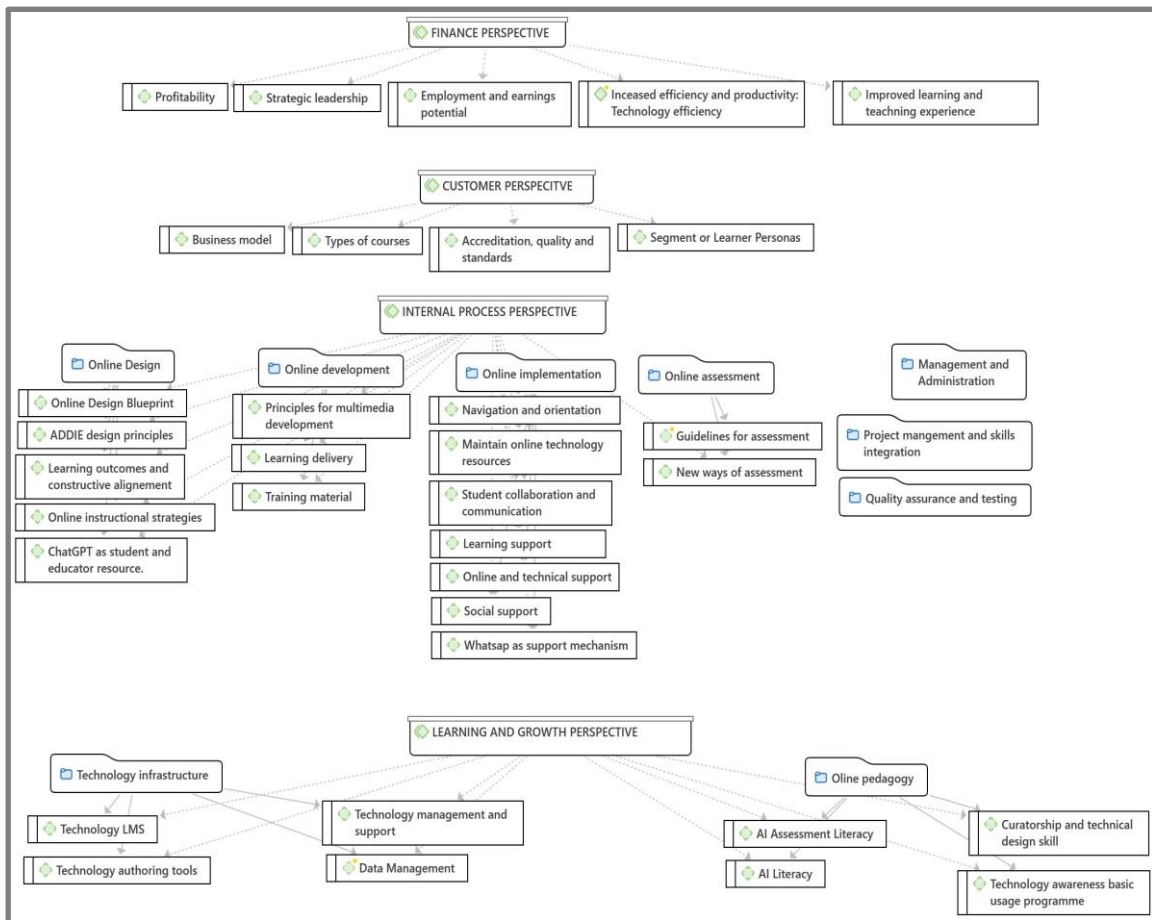 FINANCE PERSPECTIVE
Profitability
Strategic leadership
Employment and earnings
potential
Inceased efficiency and productivity:
Technology efficiency
Improved learning and
teachning experience
CUSTOMER PERSPECITVE
Business model
Types of courses
Accreditation, quality and
standards
Segment or Learner Personas
INTERNAL PROCESS PERSPECTIVE
Online Design
Online Design Blueprint
ADDIE design principles
Learning outcomes and
constructive alignement
Online instructional strategies
ChatGPT as student and
educator resource.
Online development
Principles for multimedia
development
Learning delivery
Training material
Online implementation
Navigation and orientation
Maintain online technology
resources
Student collaboration and
communication
Learning support
Online and technical support
Social support
Whatsap as support mechanism
Online assessment
Guidelines for assessment
New ways of assessment
Management and
Administration
Project mangement and skills
integration
Quality assurance and testing
LEARNING AND GROWTH PERSPECTIVE
Technology infrastructure
Technology LMS
Technology authoring tools
Technology management and
support
Data Management
Oline pedagogy
AI Assessment Literacy
AI Literacy
Curatorship and technical
design skill
Technology awareness basic
usage programme